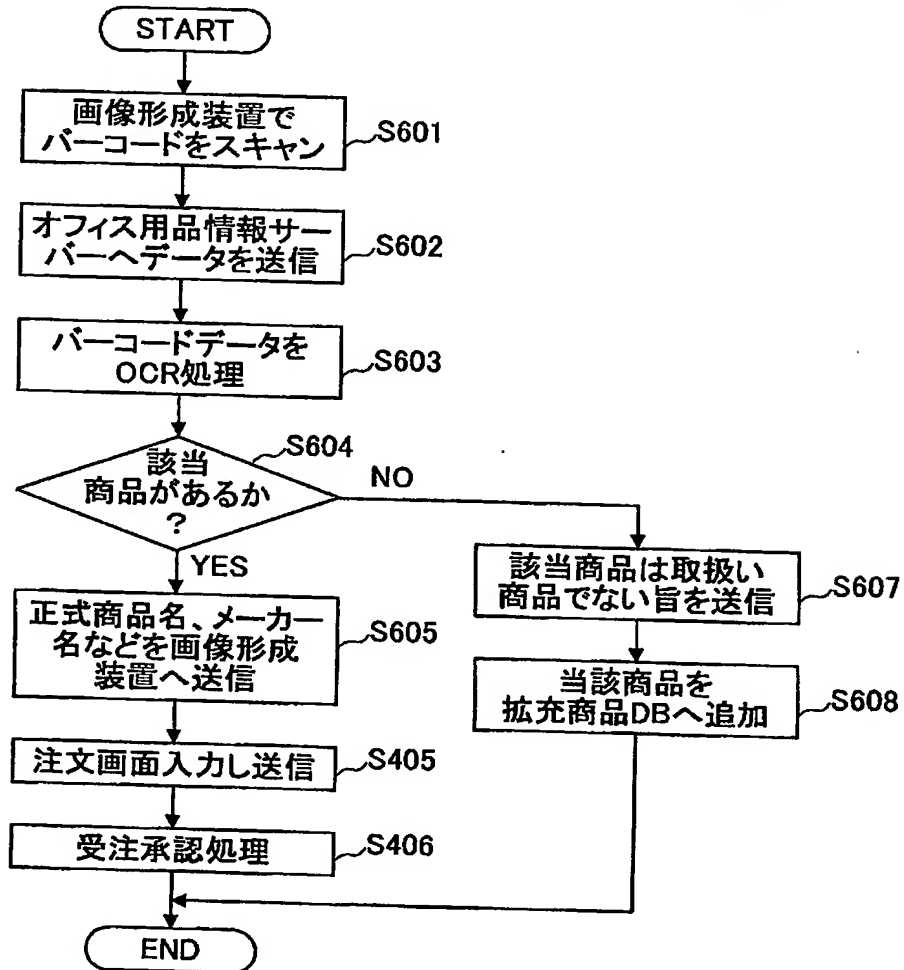 START
画像形成装置で
バーコードをスキャン
S601
オフィス用品情報サー
バーへデータを送信
S602
バーコードデータを
OCR処理
S603
S604
該当
商品があるか
?
NO
YES
正式商品名、メーカー
名などを画像形成
装置へ送信
S605
該当商品は取扱い
商品でない旨を送信
S607
当該商品を
拡充商品DBへ追加
S608
注文画面入力し送信
S405
受注承認処理
S406
END